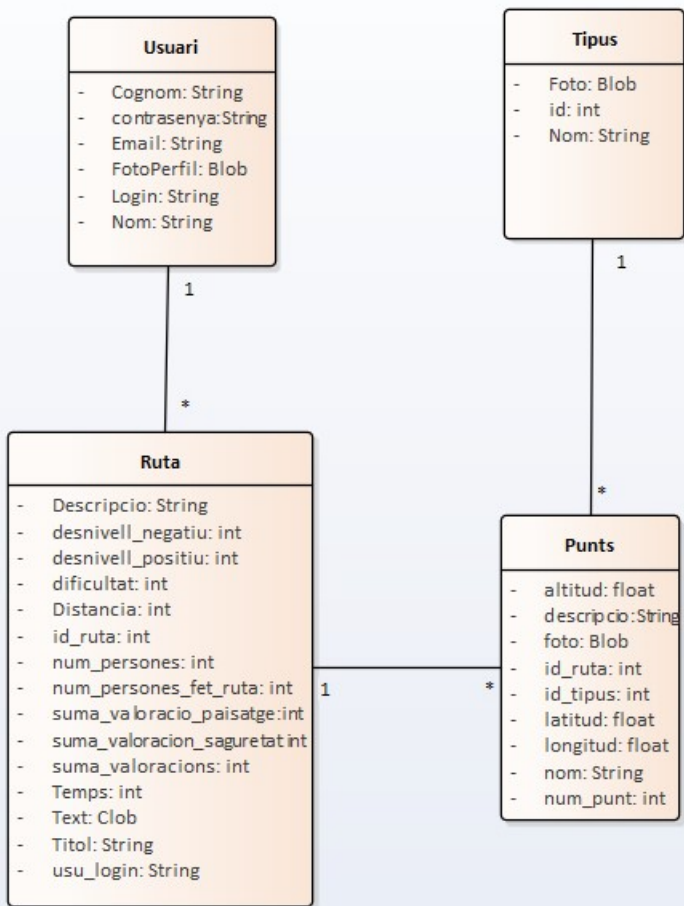 Usuari
- Cognom: String
- contrasenya:String
- Email: String
- FotoPerfil: Blob
- Login: String
- Nom: String
1
*
Tipus
- Foto: Blob
- id: int
- Nom: String
1
*
Ruta
- Descripcio: String
- desnivell_negatiu: int
- desnivell_positiu: int
- dificultat: int
- Distancia: int
- id_ruta: int
- num_persones: int
- num_persones_fet_ruta: int
- suma_valoracio_paisatge:int
- suma_valoracion_saguretat int
- suma_valoracions: int
- Temps: int
- Text: Clob
- Titol: String
- usu_login: String
1
*
Punts
- altitud: float
- descripcio:String
- foto: Blob
- id_ruta: int
- id_tipus: int
- latitud: float
- longitud: float
- nom: String
- num_punt: int